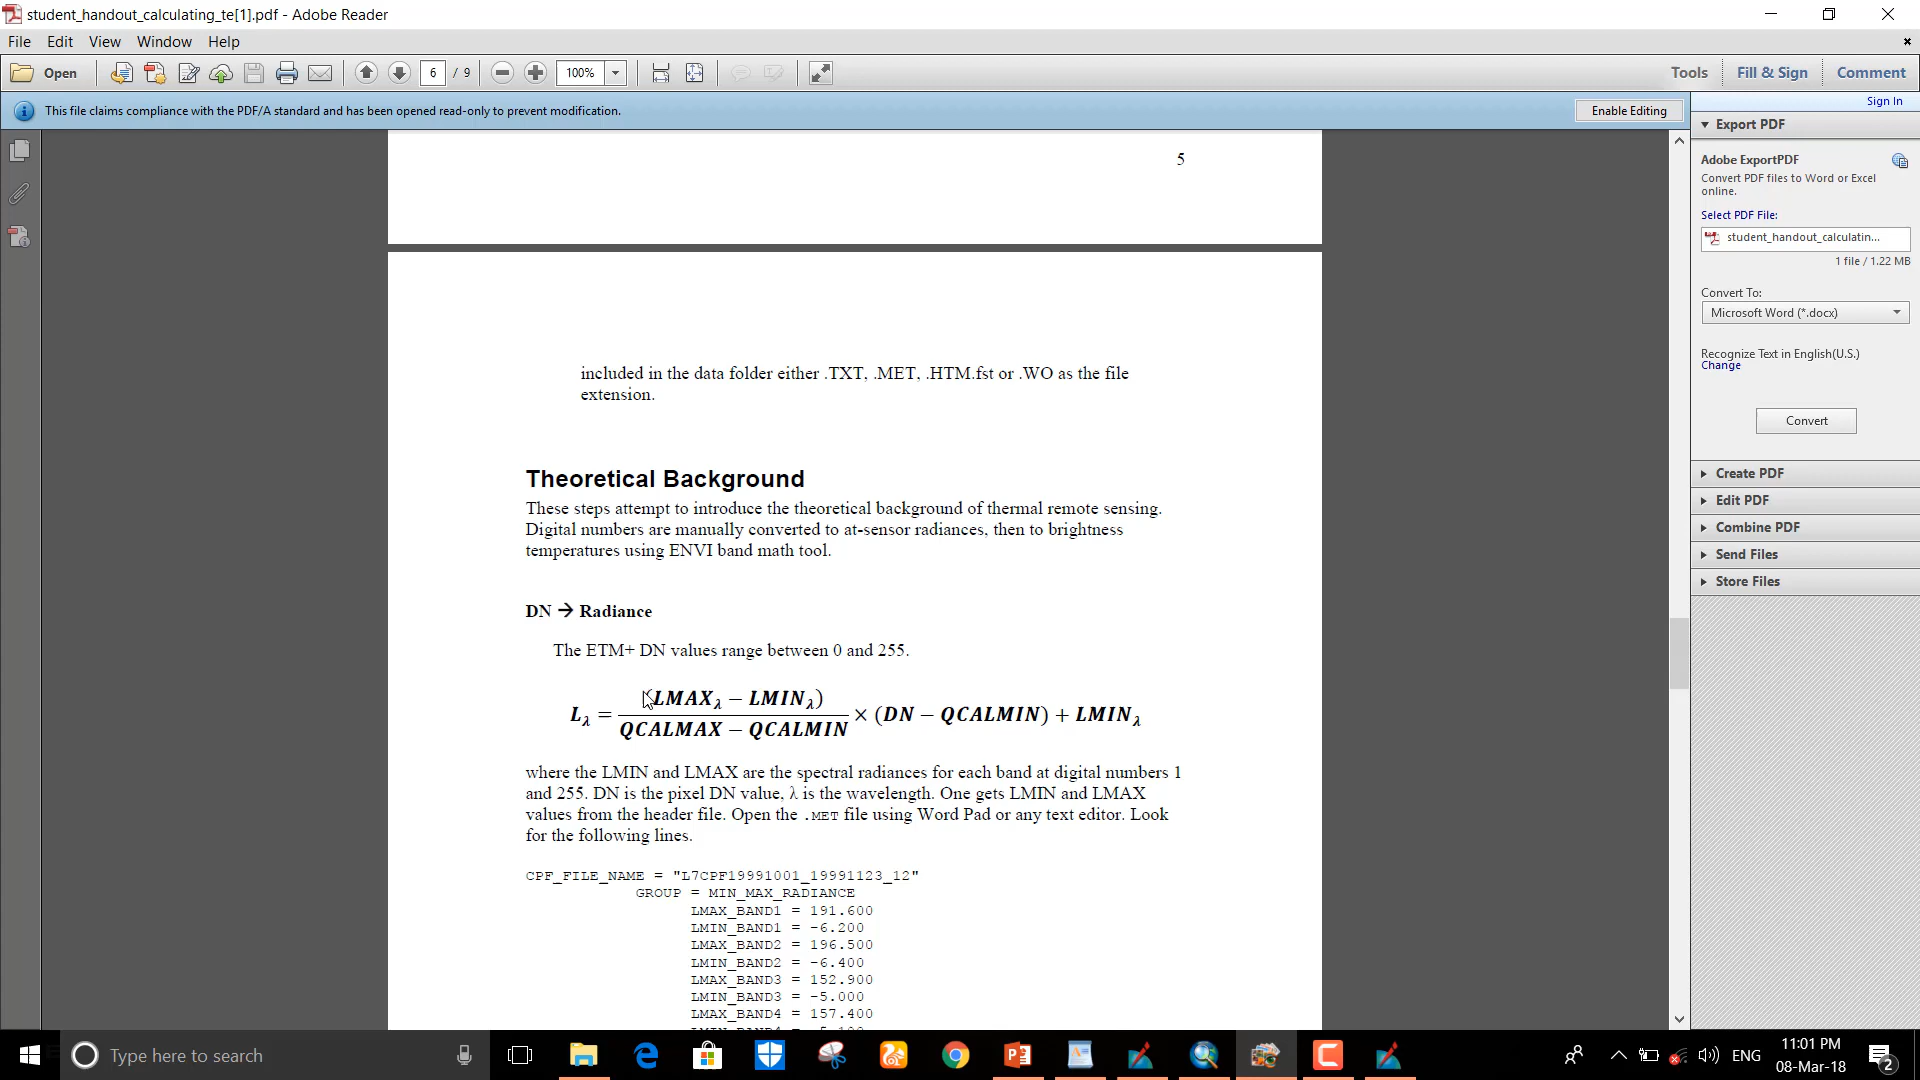 student_handout_calculating_te[1].pdf - Adobe Reader
File Edit View Window Help
Open 6 / 9 100% Tools Fill & Sign Comment
This file claims compliance with the PDF/A standard and has been opened read-only to prevent modification. Enable Editing
Sign In
Export PDF
Adobe ExportPDF
Convert PDF files to Word or Excel
online.
Select PDF File:
student_handout_calculatin...
1 file / 1.22 MB
Convert To:
Microsoft Word (*.docx)
Recognize Text in English(U.S.)
Change
Convert
Create PDF
Edit PDF
Combine PDF
Send Files
Store Files
5
included in the data folder either .TXT, .MET, .HTM.fst or .WO as the file
extension.
Theoretical Background
These steps attempt to introduce the theoretical background of thermal remote sensing.
Digital numbers are manually converted to at-sensor radiances, then to brightness
temperatures using ENVI band math tool.
DN → Radiance
The ETM+ DN values range between 0 and 255.
(LMAXλ − LMINλ)
Lλ = × (DN − QCALMIN) + LMINλ
QCALMAX − QCALMIN
where the LMIN and LMAX are the spectral radiances for each band at digital numbers 1
and 255. DN is the pixel DN value, λ is the wavelength. One gets LMIN and LMAX
values from the header file. Open the .MET file using Word Pad or any text editor. Look
for the following lines.
CPF_FILE_NAME = "L7CPF19991001_19991123_12"
GROUP = MIN_MAX_RADIANCE
LMAX_BAND1 = 191.600
LMIN_BAND1 = -6.200
LMAX_BAND2 = 196.500
LMIN_BAND2 = -6.400
LMAX_BAND3 = 152.900
LMIN_BAND3 = -5.000
LMAX_BAND4 = 157.400
LMIN_BAND4 = -5.100
Type here to search
ENG
11:01 PM
08-Mar-18
2